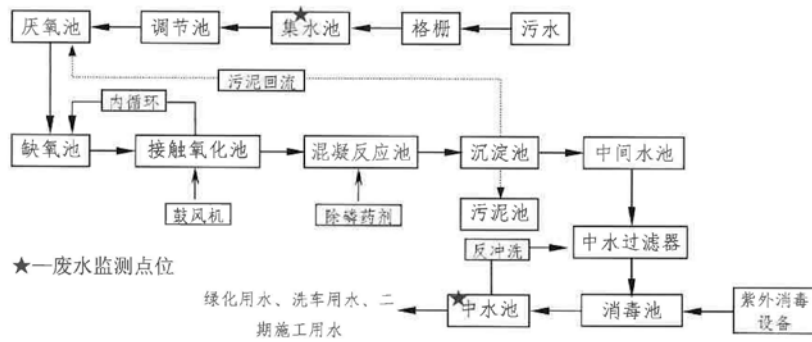 厌氧池
调节池
集水池
格栅
污水
污泥回流
内循环
缺氧池
接触氧化池
混凝反应池
沉淀池
中间水池
鼓风机
除磷药剂
污泥池
反冲洗
中水过滤器
★—废水监测点位
绿化用水、洗车用水、二
期施工用水
中水池
消毒池
紫外消毒
设备